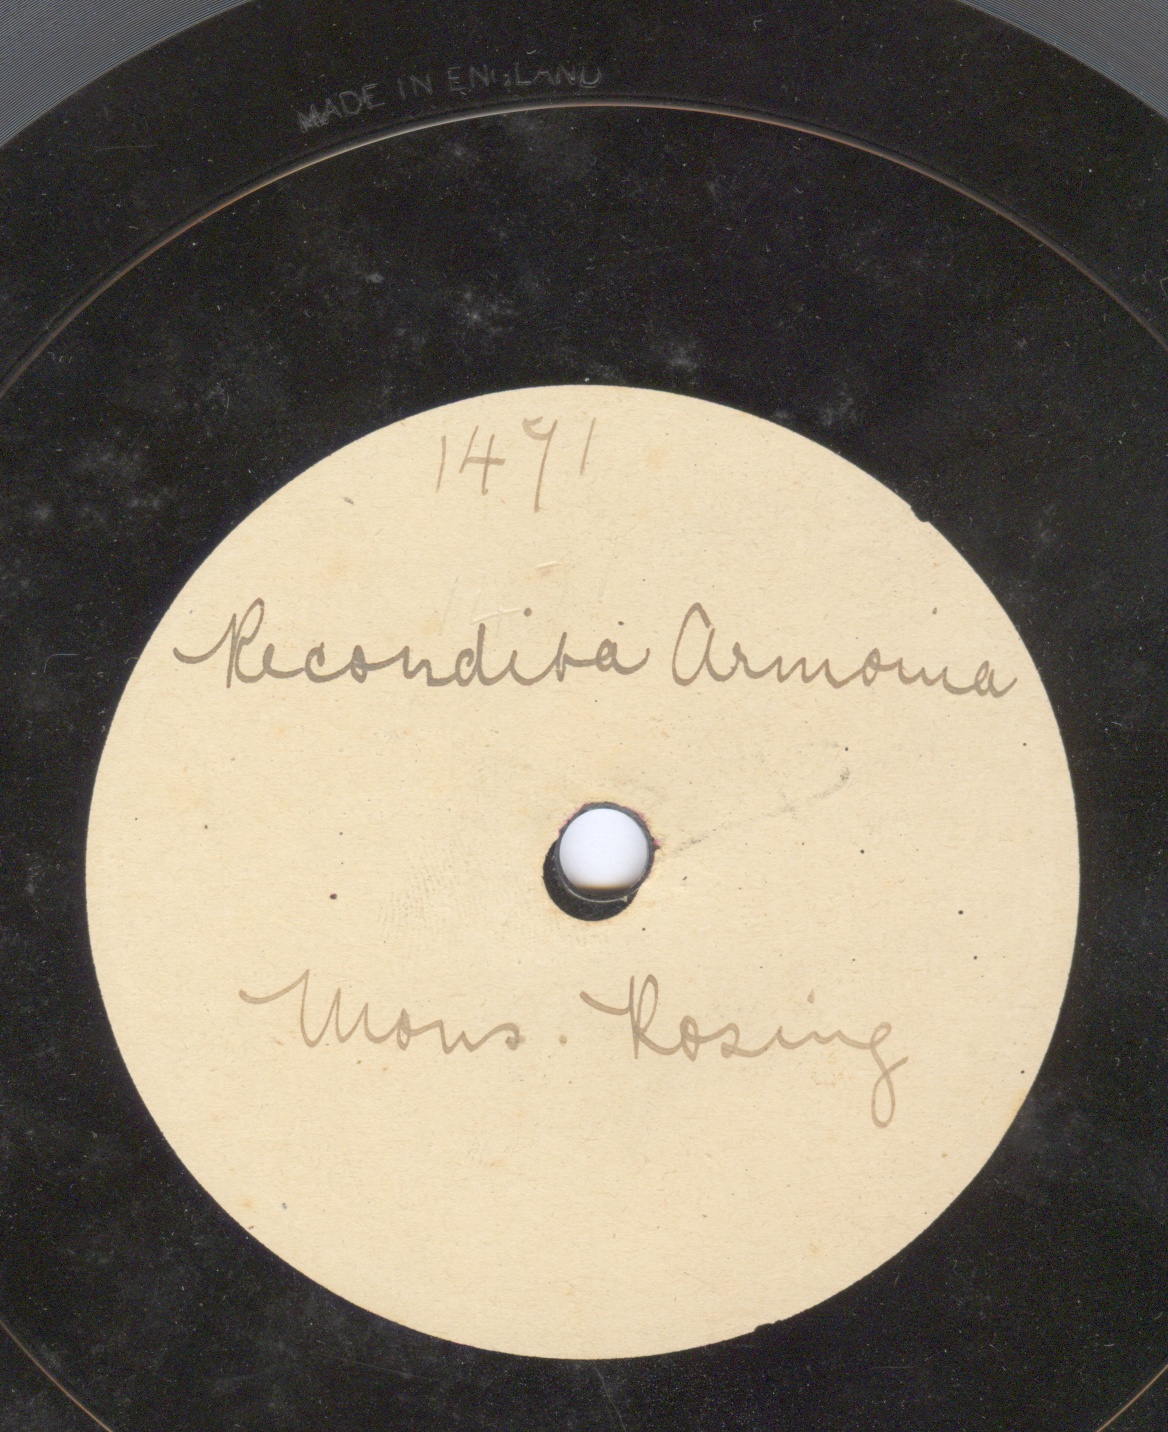 MADE IN ENGLAND
1471
Recondita Armonia
Mons. Rosing